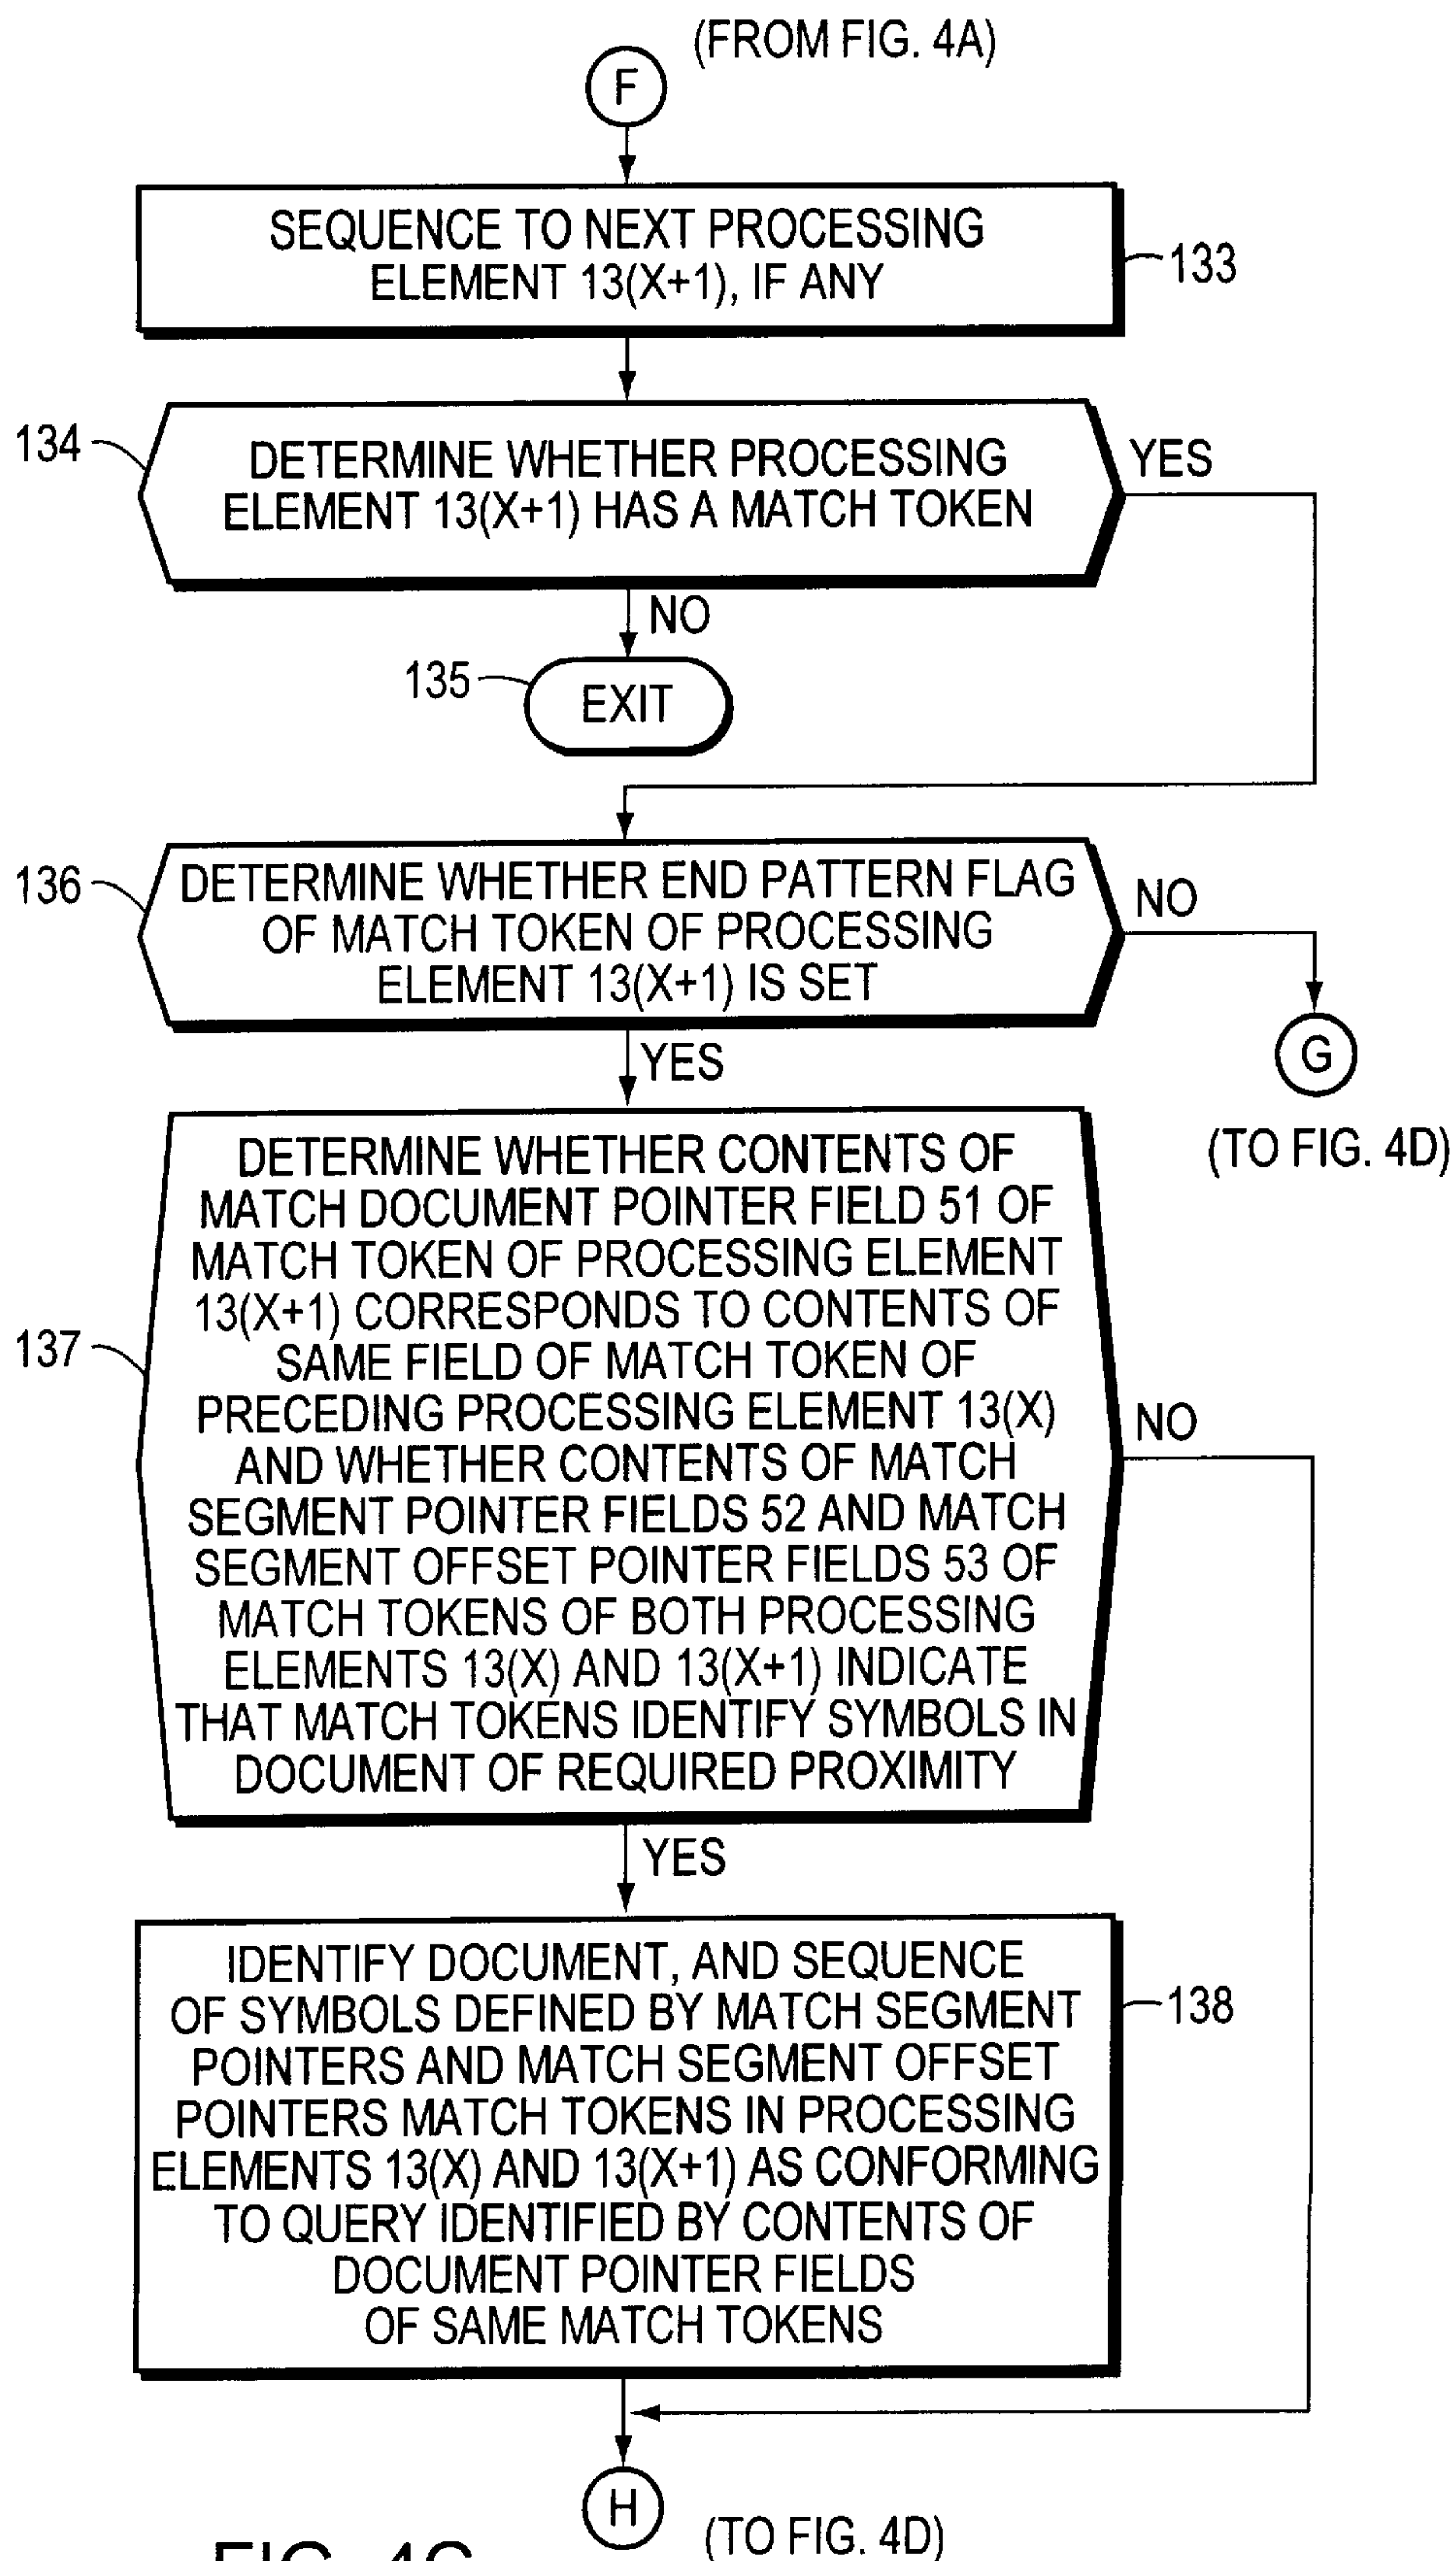 (FROM FIG. 4A)
F
SEQUENCE TO NEXT PROCESSING
ELEMENT 13(X+1), IF ANY
133
134
DETERMINE WHETHER PROCESSING
ELEMENT 13(X+1) HAS A MATCH TOKEN
YES
NO
135
EXIT
136
DETERMINE WHETHER END PATTERN FLAG
OF MATCH TOKEN OF PROCESSING
ELEMENT 13(X+1) IS SET
NO
G
(TO FIG. 4D)
YES
137
DETERMINE WHETHER CONTENTS OF
MATCH DOCUMENT POINTER FIELD 51 OF
MATCH TOKEN OF PROCESSING ELEMENT
13(X+1) CORRESPONDS TO CONTENTS OF
SAME FIELD OF MATCH TOKEN OF
PRECEDING PROCESSING ELEMENT 13(X)
AND WHETHER CONTENTS OF MATCH
SEGMENT POINTER FIELDS 52 AND MATCH
SEGMENT OFFSET POINTER FIELDS 53 OF
MATCH TOKENS OF BOTH PROCESSING
ELEMENTS 13(X) AND 13(X+1) INDICATE
THAT MATCH TOKENS IDENTIFY SYMBOLS IN
DOCUMENT OF REQUIRED PROXIMITY
NO
YES
IDENTIFY DOCUMENT, AND SEQUENCE
OF SYMBOLS DEFINED BY MATCH SEGMENT
POINTERS AND MATCH SEGMENT OFFSET
POINTERS MATCH TOKENS IN PROCESSING
ELEMENTS 13(X) AND 13(X+1) AS CONFORMING
TO QUERY IDENTIFIED BY CONTENTS OF
DOCUMENT POINTER FIELDS
OF SAME MATCH TOKENS
138
H
(TO FIG. 4D)
FIG. 4C